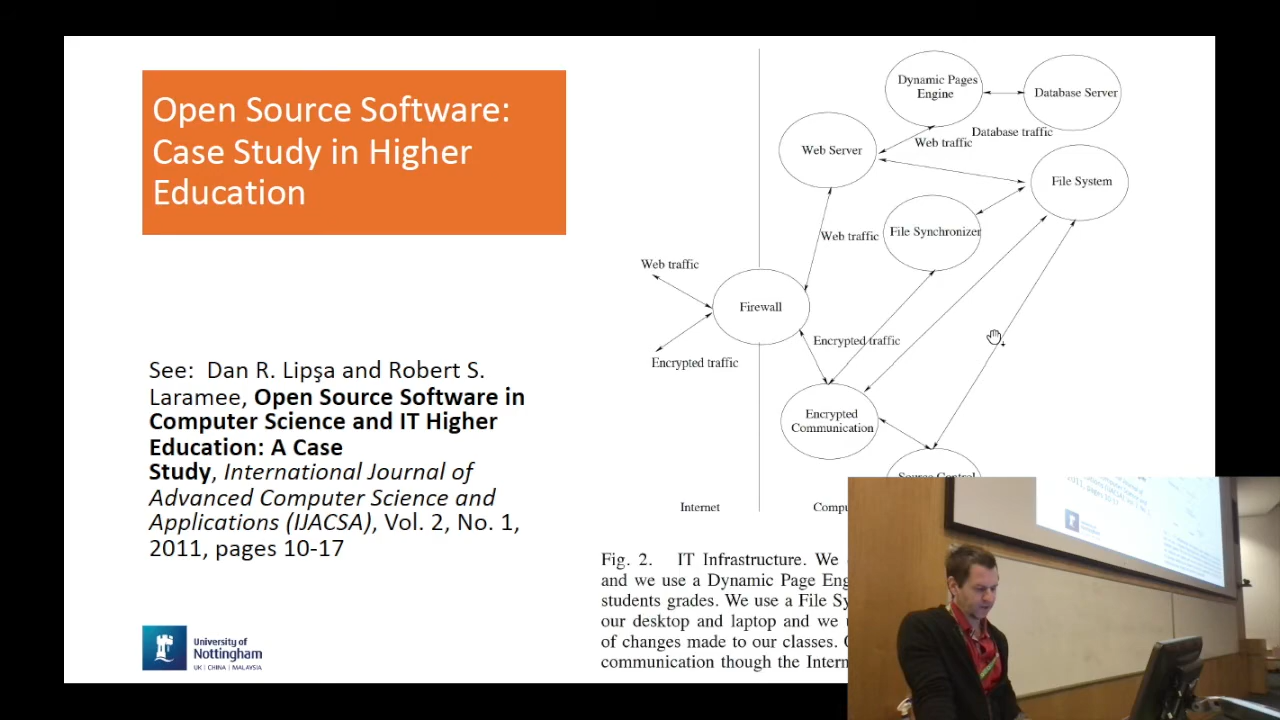 Open Source Software:
Case Study in Higher
Education
See:  Dan R. Lipşa and Robert S.
Laramee, Open Source Software in
Computer Science and IT Higher
Education: A Case
Study, International Journal of
Advanced Computer Science and
Applications (IJACSA), Vol. 2, No. 1,
2011, pages 10-17
University of
Nottingham
UK | CHINA | MALAYSIA
Dynamic Pages
Engine
Database Server
Database traffic
Web traffic
Web Server
File System
File Synchronizer
Web traffic
Web traffic
Firewall
Encrypted traffic
Encrypted traffic
Encrypted
Communication
Source Control
Internet
Fig. 2. IT Infrastructure. We
and we use a Dynamic Page
students grades. We use a File
our desktop and laptop and we
of changes made to our classes.
communication though the